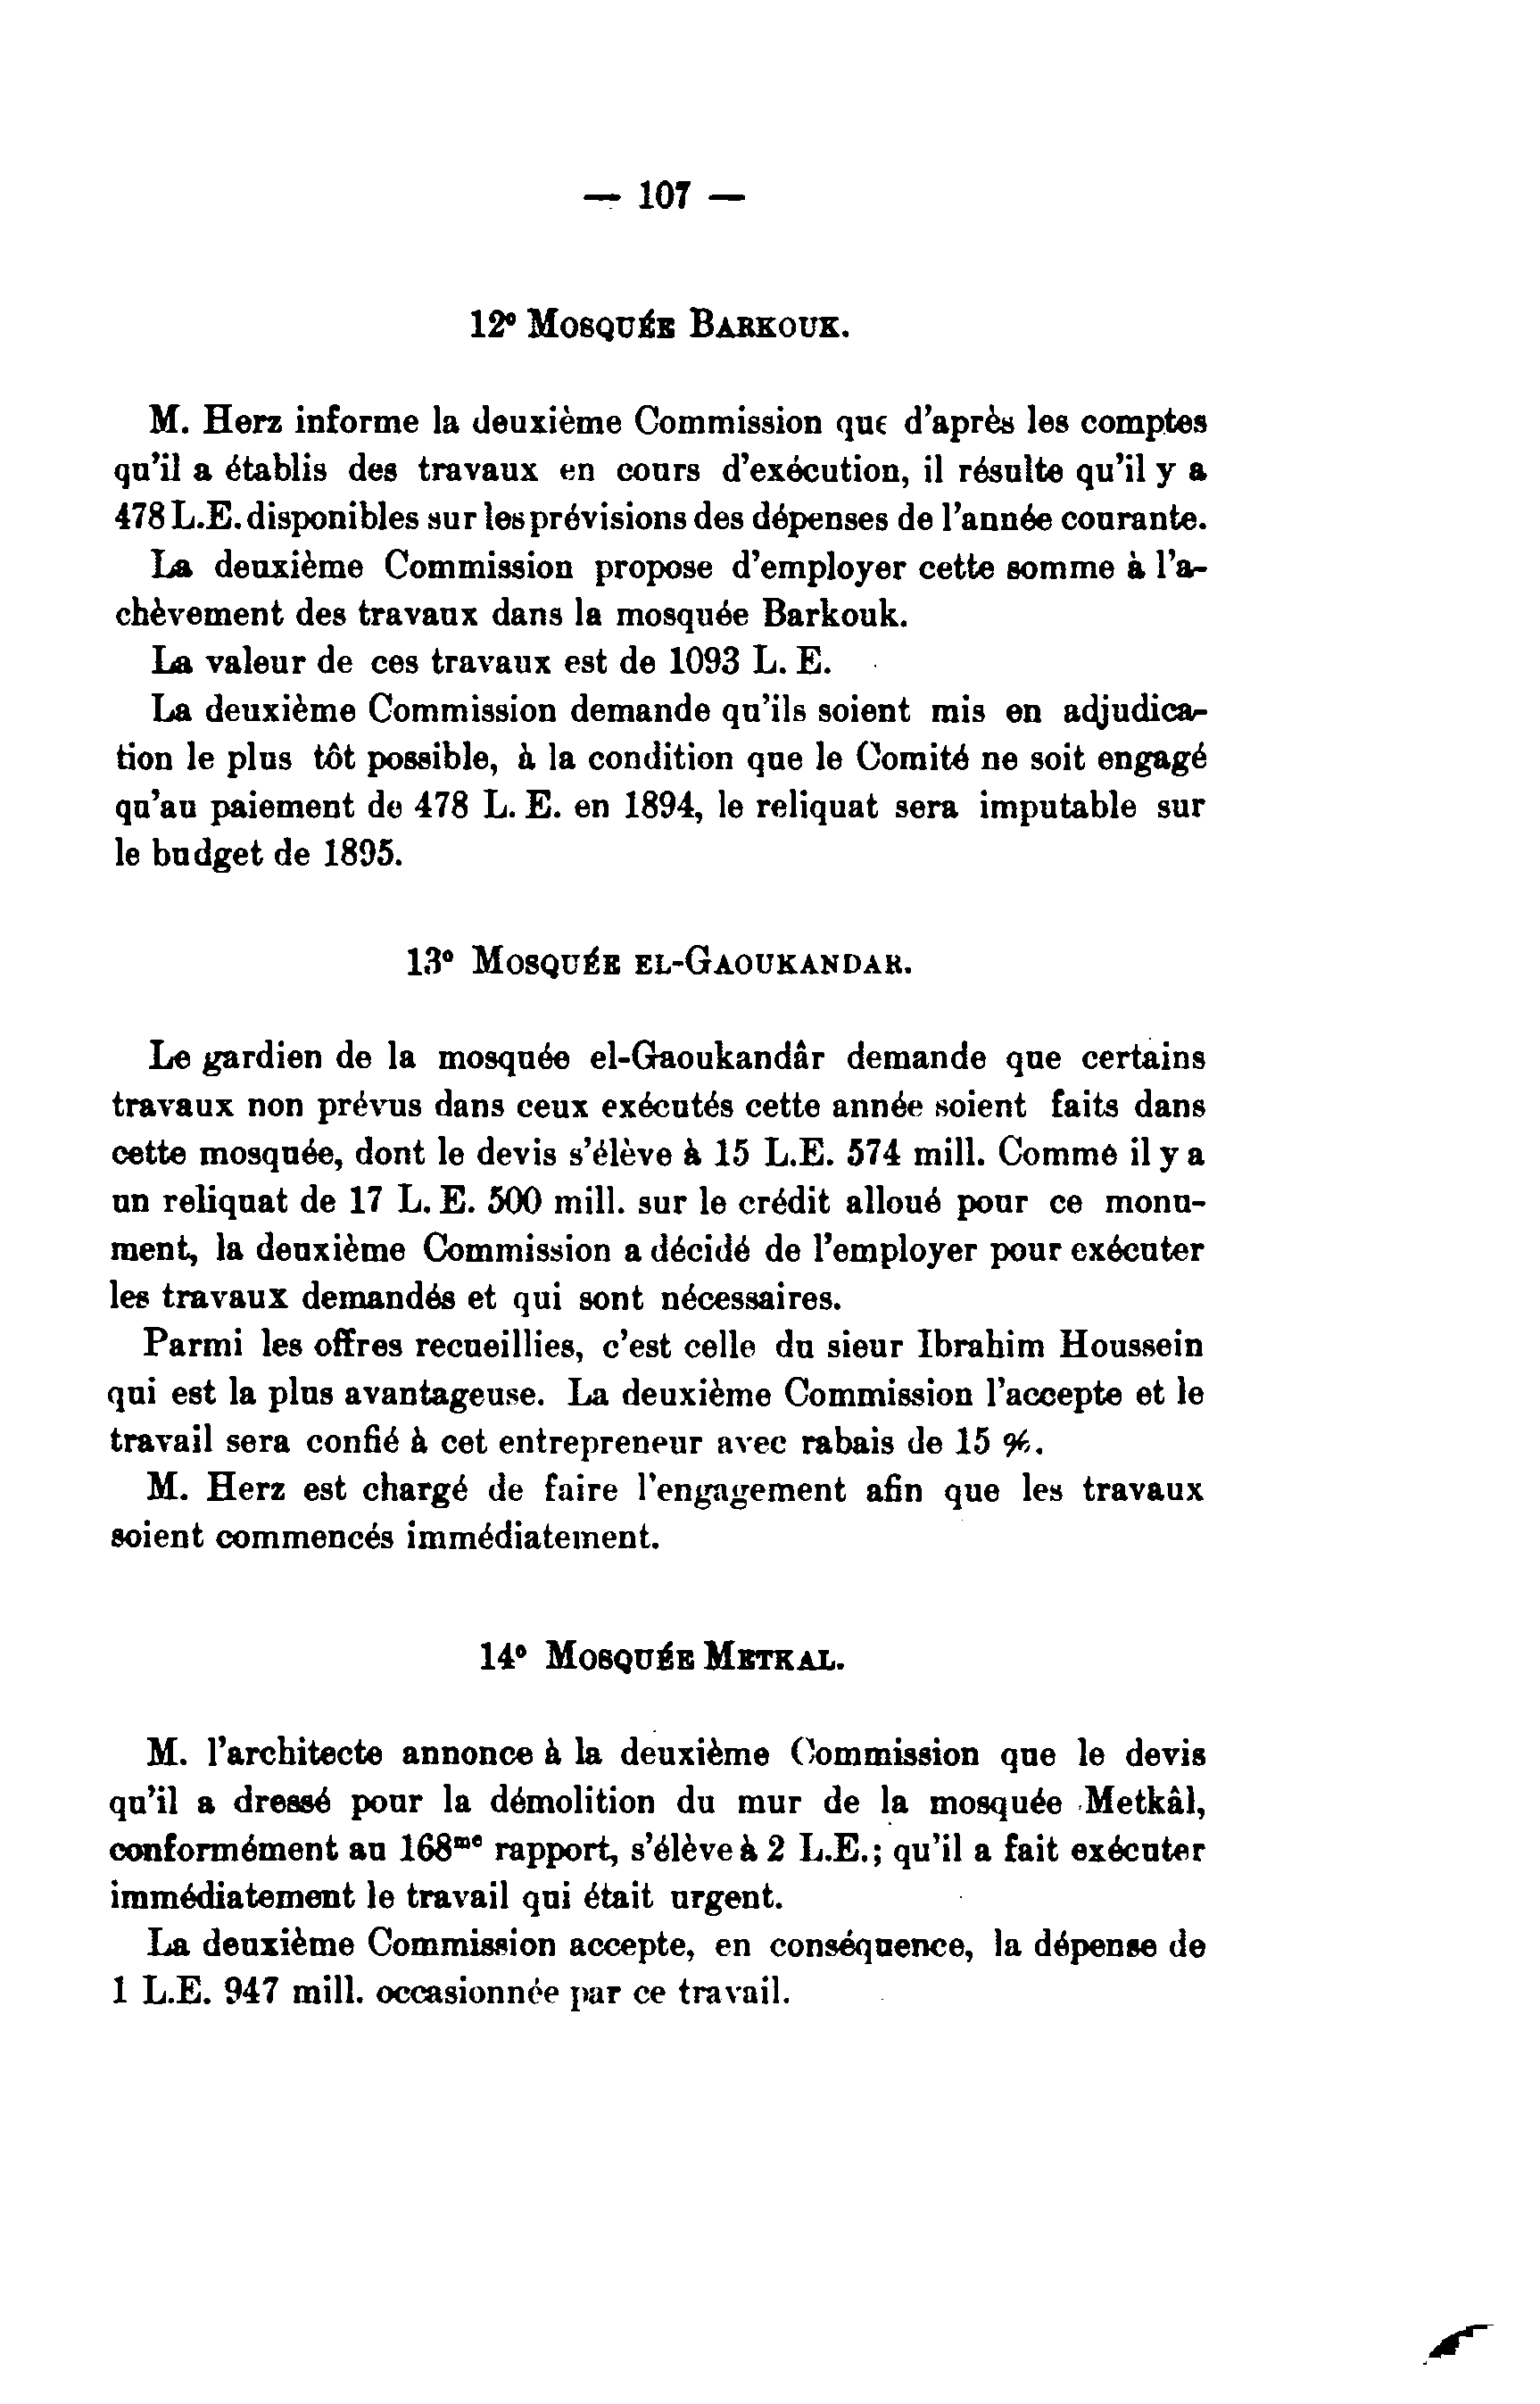 — 107 —
12° MOSQUÉE BARKOUK.
M. Herz informe la deuxième Commission que d'après les comptes
qu'il a établis des travaux en cours d'exécution, il résulte qu'il y a
478 L.E. disponibles sur les prévisions des dépenses de l'année courante.
La deuxième Commission propose d'employer cette somme à l'a-
chèvement des travaux dans la mosquée Barkouk.
La valeur de ces travaux est de 1093 L. E.
La deuxième Commission demande qu'ils soient mis en adjudica-
tion le plus tôt possible, à la condition que le Comité ne soit engagé
qu'au paiement de 478 L. E. en 1894, le reliquat sera imputable sur
le budget de 1895.
13° MOSQUÉE EL-GAOUKANDAR.
Le gardien de la mosquée el-Gaoukandâr demande que certains
travaux non prévus dans ceux exécutés cette année soient faits dans
cette mosquée, dont le devis s'élève à 15 L.E. 574 mill. Comme il y a
un reliquat de 17 L. E. 500 mill. sur le crédit alloué pour ce monu-
ment, la deuxième Commission a décidé de l'employer pour exécuter
les travaux demandés et qui sont nécessaires.
Parmi les offres recueillies, c'est celle du sieur Ibrahim Houssein
qui est la plus avantageuse. La deuxième Commission l'accepte et le
travail sera confié à cet entrepreneur avec rabais de 15 %.
M. Herz est chargé de faire l'engagement afin que les travaux
soient commencés immédiatement.
14° MOSQUÉE METKAL.
M. l'architecte annonce à la deuxième Commission que le devis
qu'il a dressé pour la démolition du mur de la mosquée Metkâl,
conformément au 168me rapport, s'élève à 2 L.E.; qu'il a fait exécuter
immédiatement le travail qui était urgent.
La deuxième Commission accepte, en conséquence, la dépense de
1 L.E. 947 mill. occasionnée par ce travail.